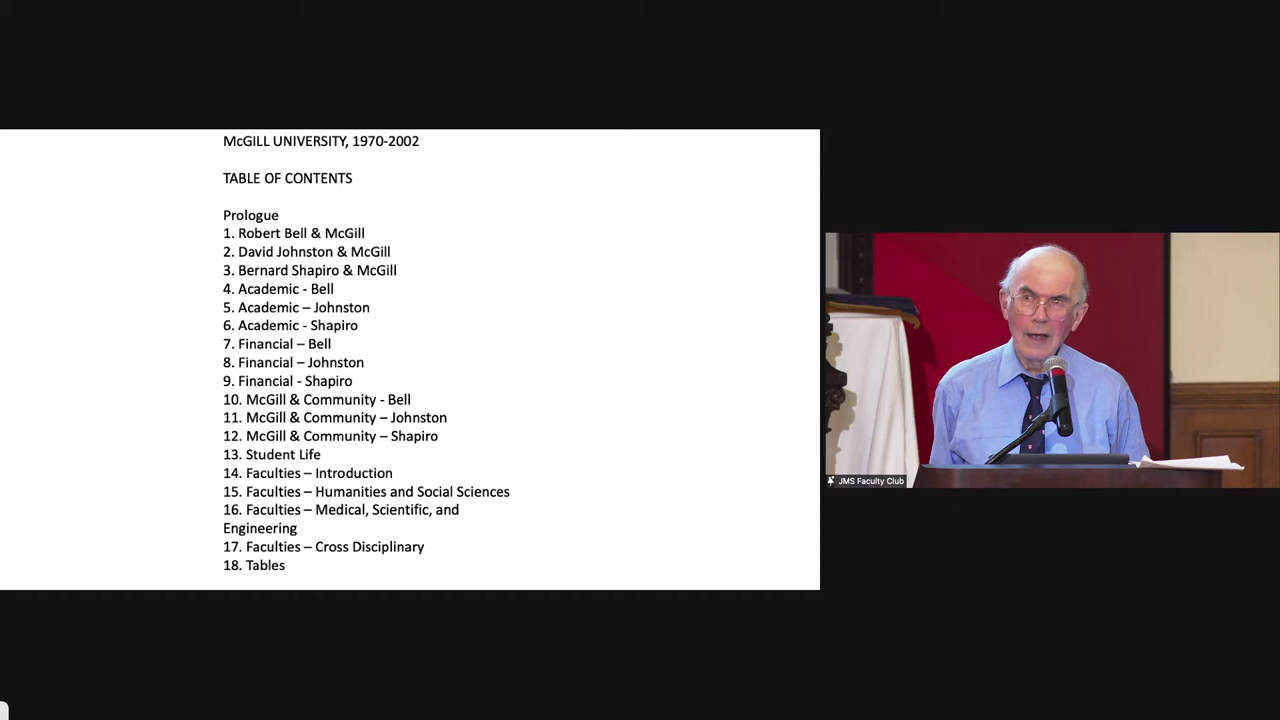 McGILL UNIVERSITY, 1970-2002
TABLE OF CONTENTS
Prologue
1. Robert Bell & McGill
2. David Johnston & McGill
3. Bernard Shapiro & McGill
4. Academic - Bell
5. Academic – Johnston
6. Academic - Shapiro
7. Financial – Bell
8. Financial – Johnston
9. Financial - Shapiro
10. McGill & Community - Bell
11. McGill & Community – Johnston
12. McGill & Community – Shapiro
13. Student Life
14. Faculties – Introduction
15. Faculties – Humanities and Social Sciences
16. Faculties – Medical, Scientific, and
Engineering
17. Faculties – Cross Disciplinary
18. Tables
JMS Faculty Club